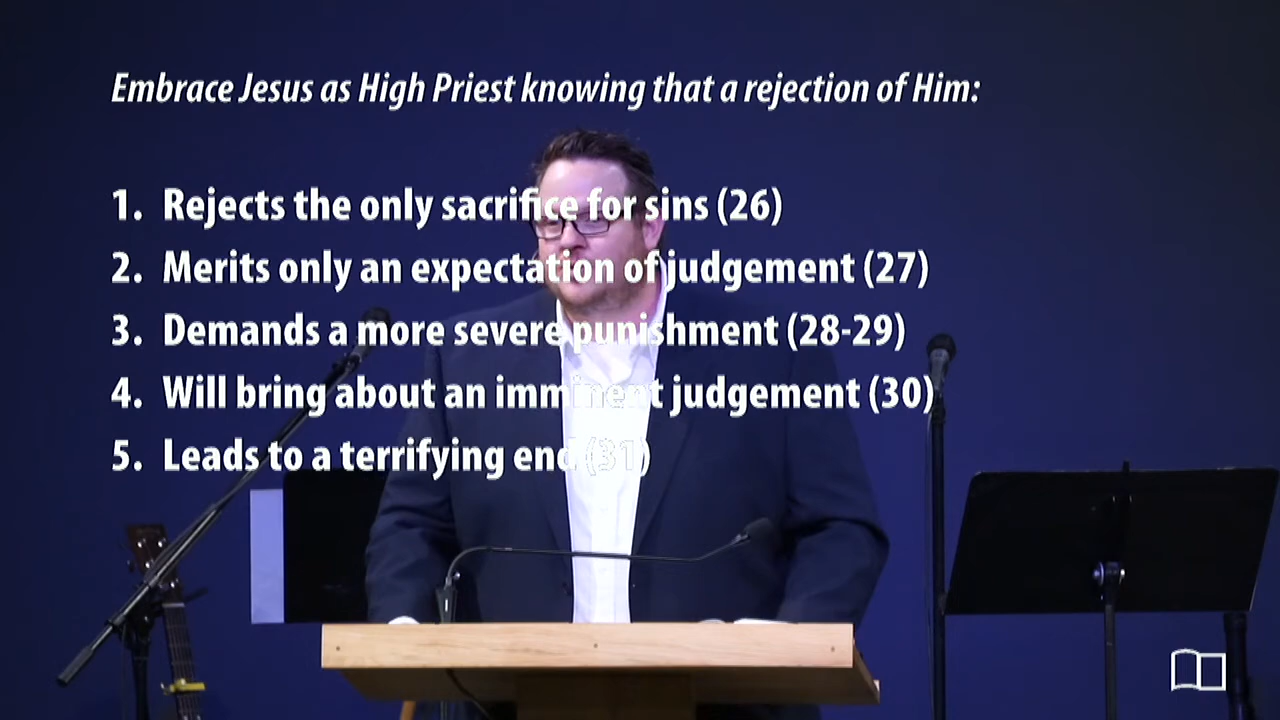 Embrace Jesus as High Priest knowing that a rejection of Him:
1. Rejects the only sacrifice for sins (26)
2. Merits only an expectation of judgement (27)
3. Demands a more severe punishment (28-29)
4. Will bring about an imminent judgement (30)
5. Leads to a terrifying end (31)